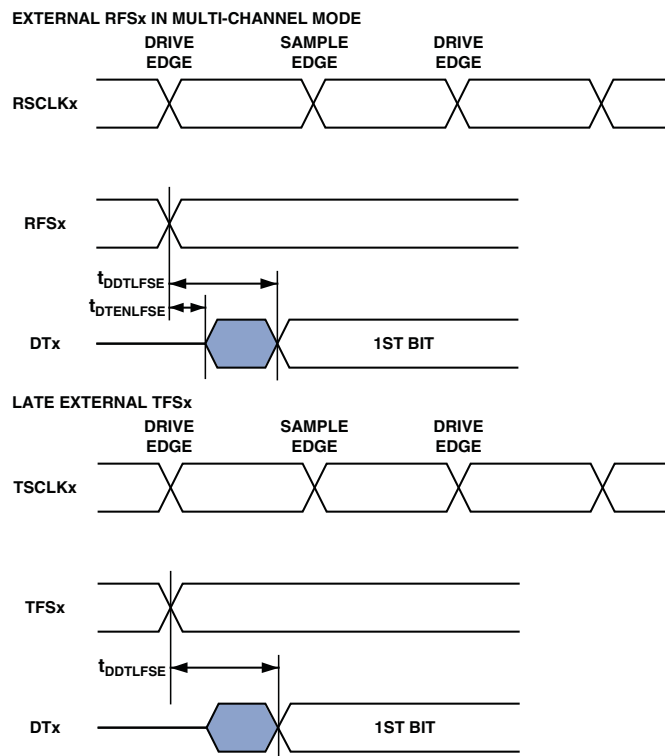 EXTERNAL RFSx IN MULTI-CHANNEL MODE
DRIVE EDGE
SAMPLE EDGE
DRIVE EDGE
RSCLKx
RFSx
tDDTLFSE
tDTENLFSE
DTx
1ST BIT
LATE EXTERNAL TFSx
DRIVE EDGE
SAMPLE EDGE
DRIVE EDGE
TSCLKx
TFSx
tDDTLFSE
DTx
1ST BIT